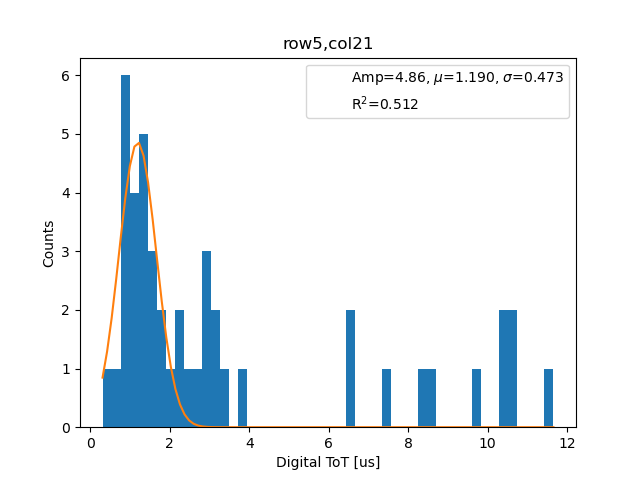 row5,col21
Amp=4.86, μ=1.190, σ=0.473
R²=0.512
Counts
6
5
4
3
2
1
0
0 2 4 6 8 10 12
Digital ToT [us]